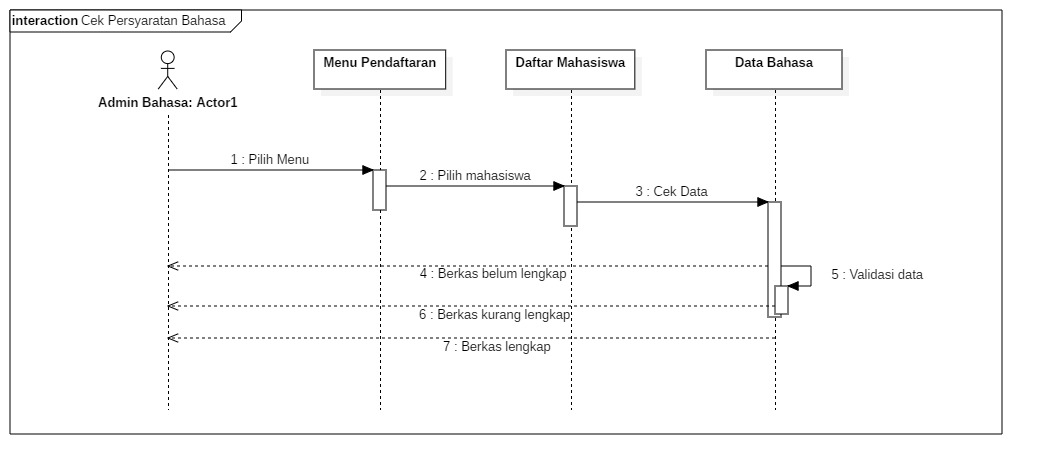 interaction Cek Persyaratan Bahasa
Menu Pendaftaran
Daftar Mahasiswa
Data Bahasa
Admin Bahasa: Actor1
1 : Pilih Menu
2 : Pilih mahasiswa
3 : Cek Data
4 : Berkas belum lengkap
5 : Validasi data
6 : Berkas kurang lengkap
7 : Berkas lengkap